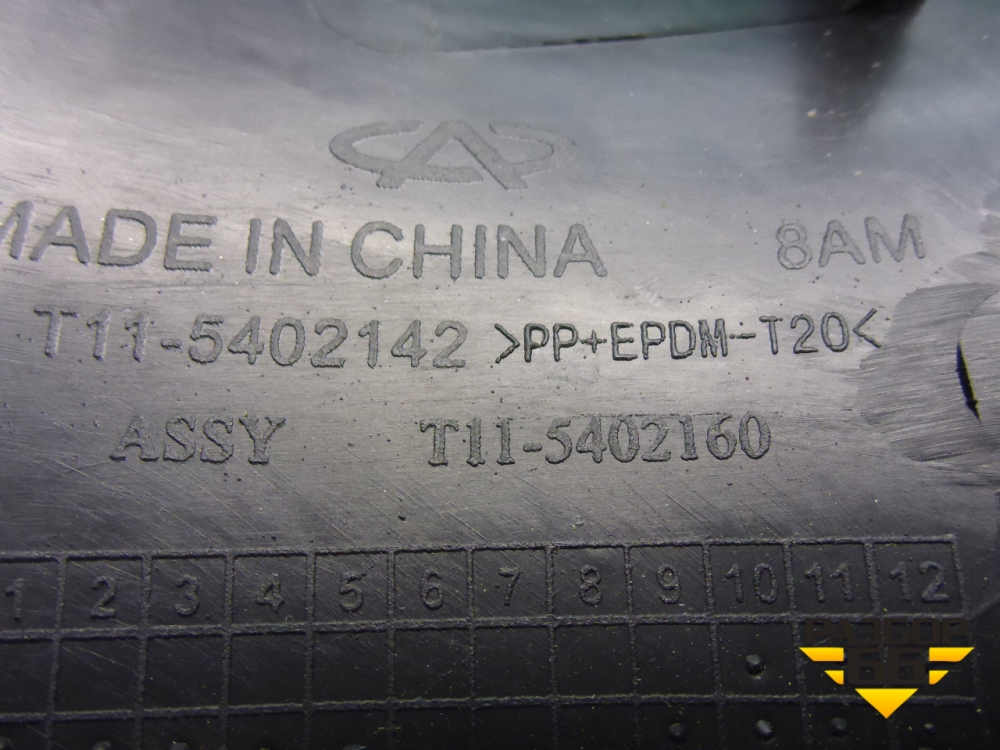 MADE IN CHINA 8AM
T11-5402142 >PP+EPDM-T20<
ASSY T11-5402160
1 2 3 4 5 6 7 8 9 10 11 12